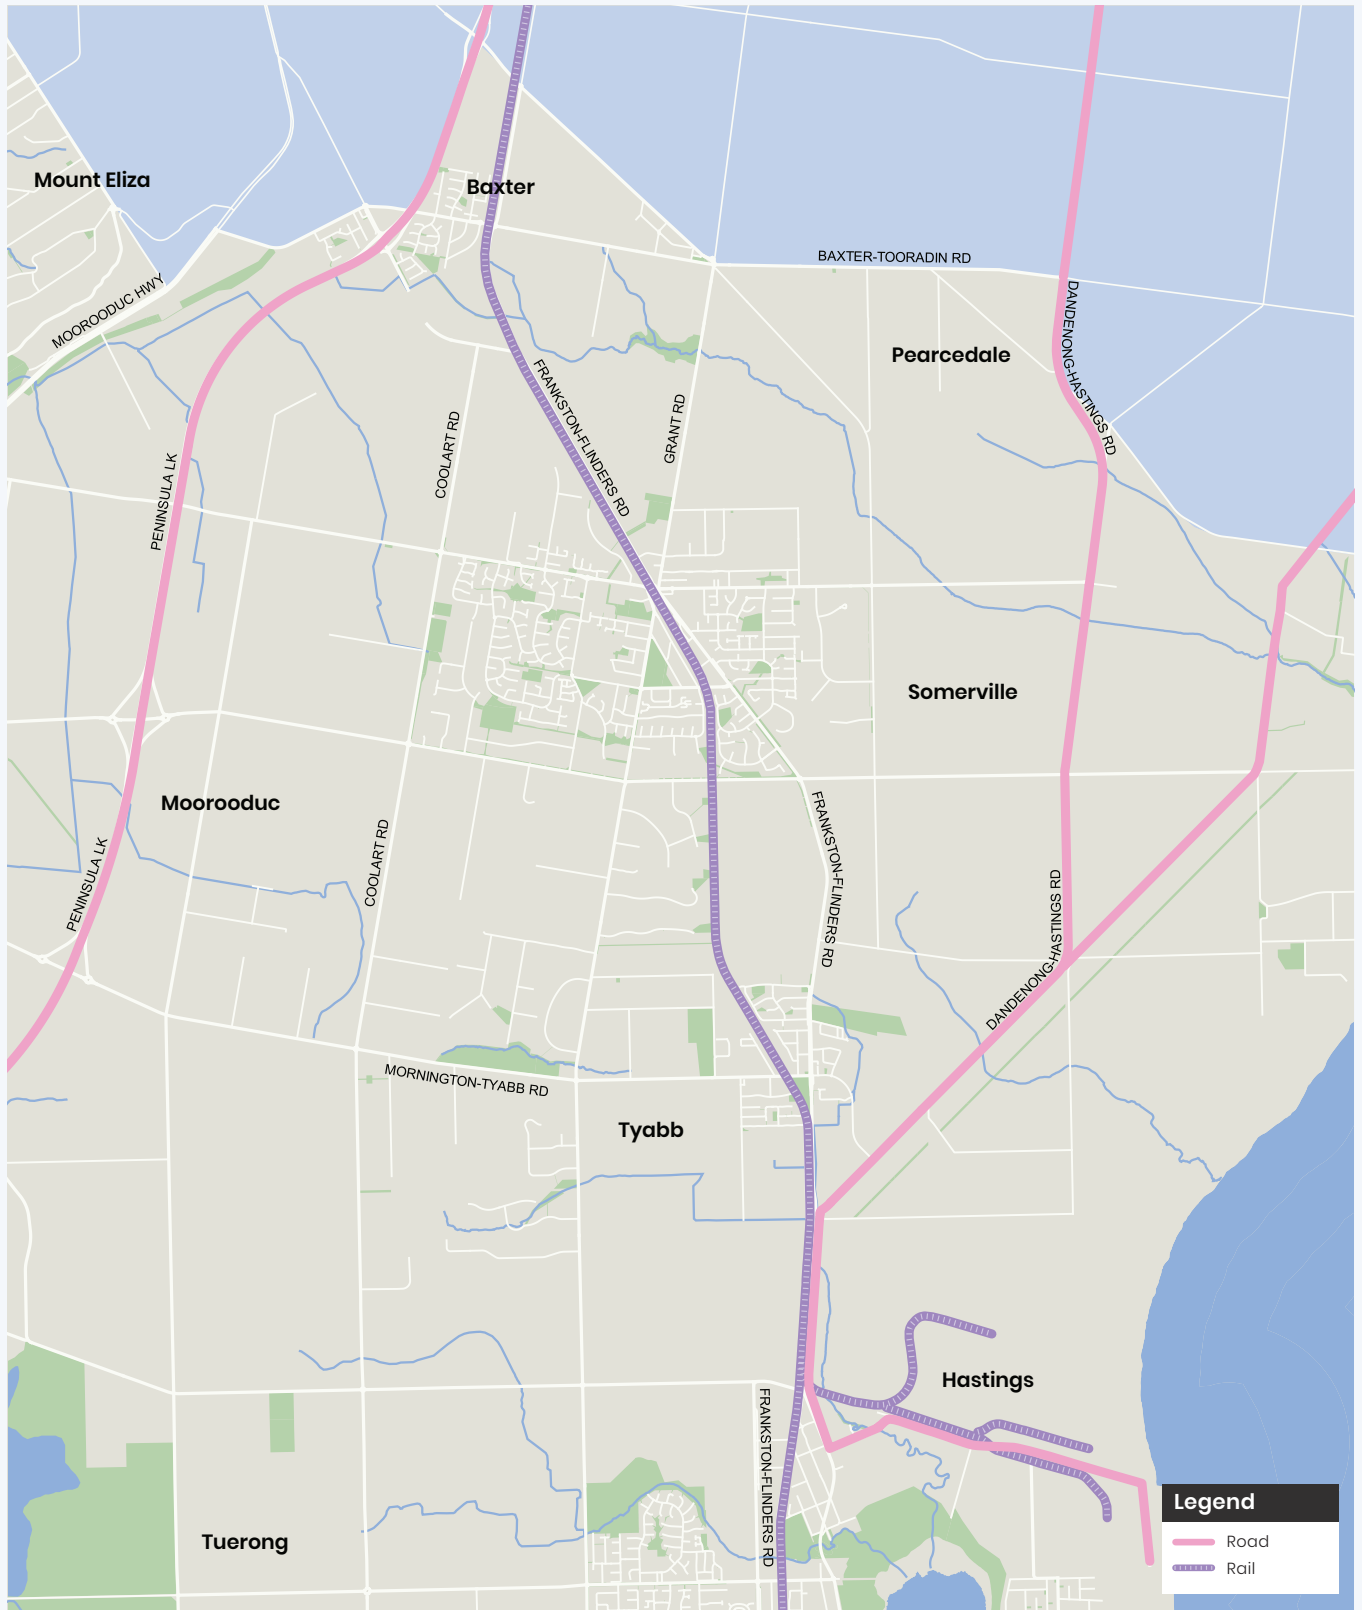 Mount Eliza
Baxter
BAXTER-TOORADIN RD
MOOROODUC HWY
DANDENONG-HASTINGS RD
Pearcedale
FRANKSTON-FLINDERS RD
GRANT RD
COOLART RD
PENINSULA LK
Somerville
Moorooduc
FRANKSTON-FLINDERS RD
COOLART RD
PENINSULA LK
DANDENONG-HASTINGS RD
MORNINGTON-TYABB RD
Tyabb
Hastings
FRANKSTON-FLINDERS RD
Tuerong
Legend
Road
Rail